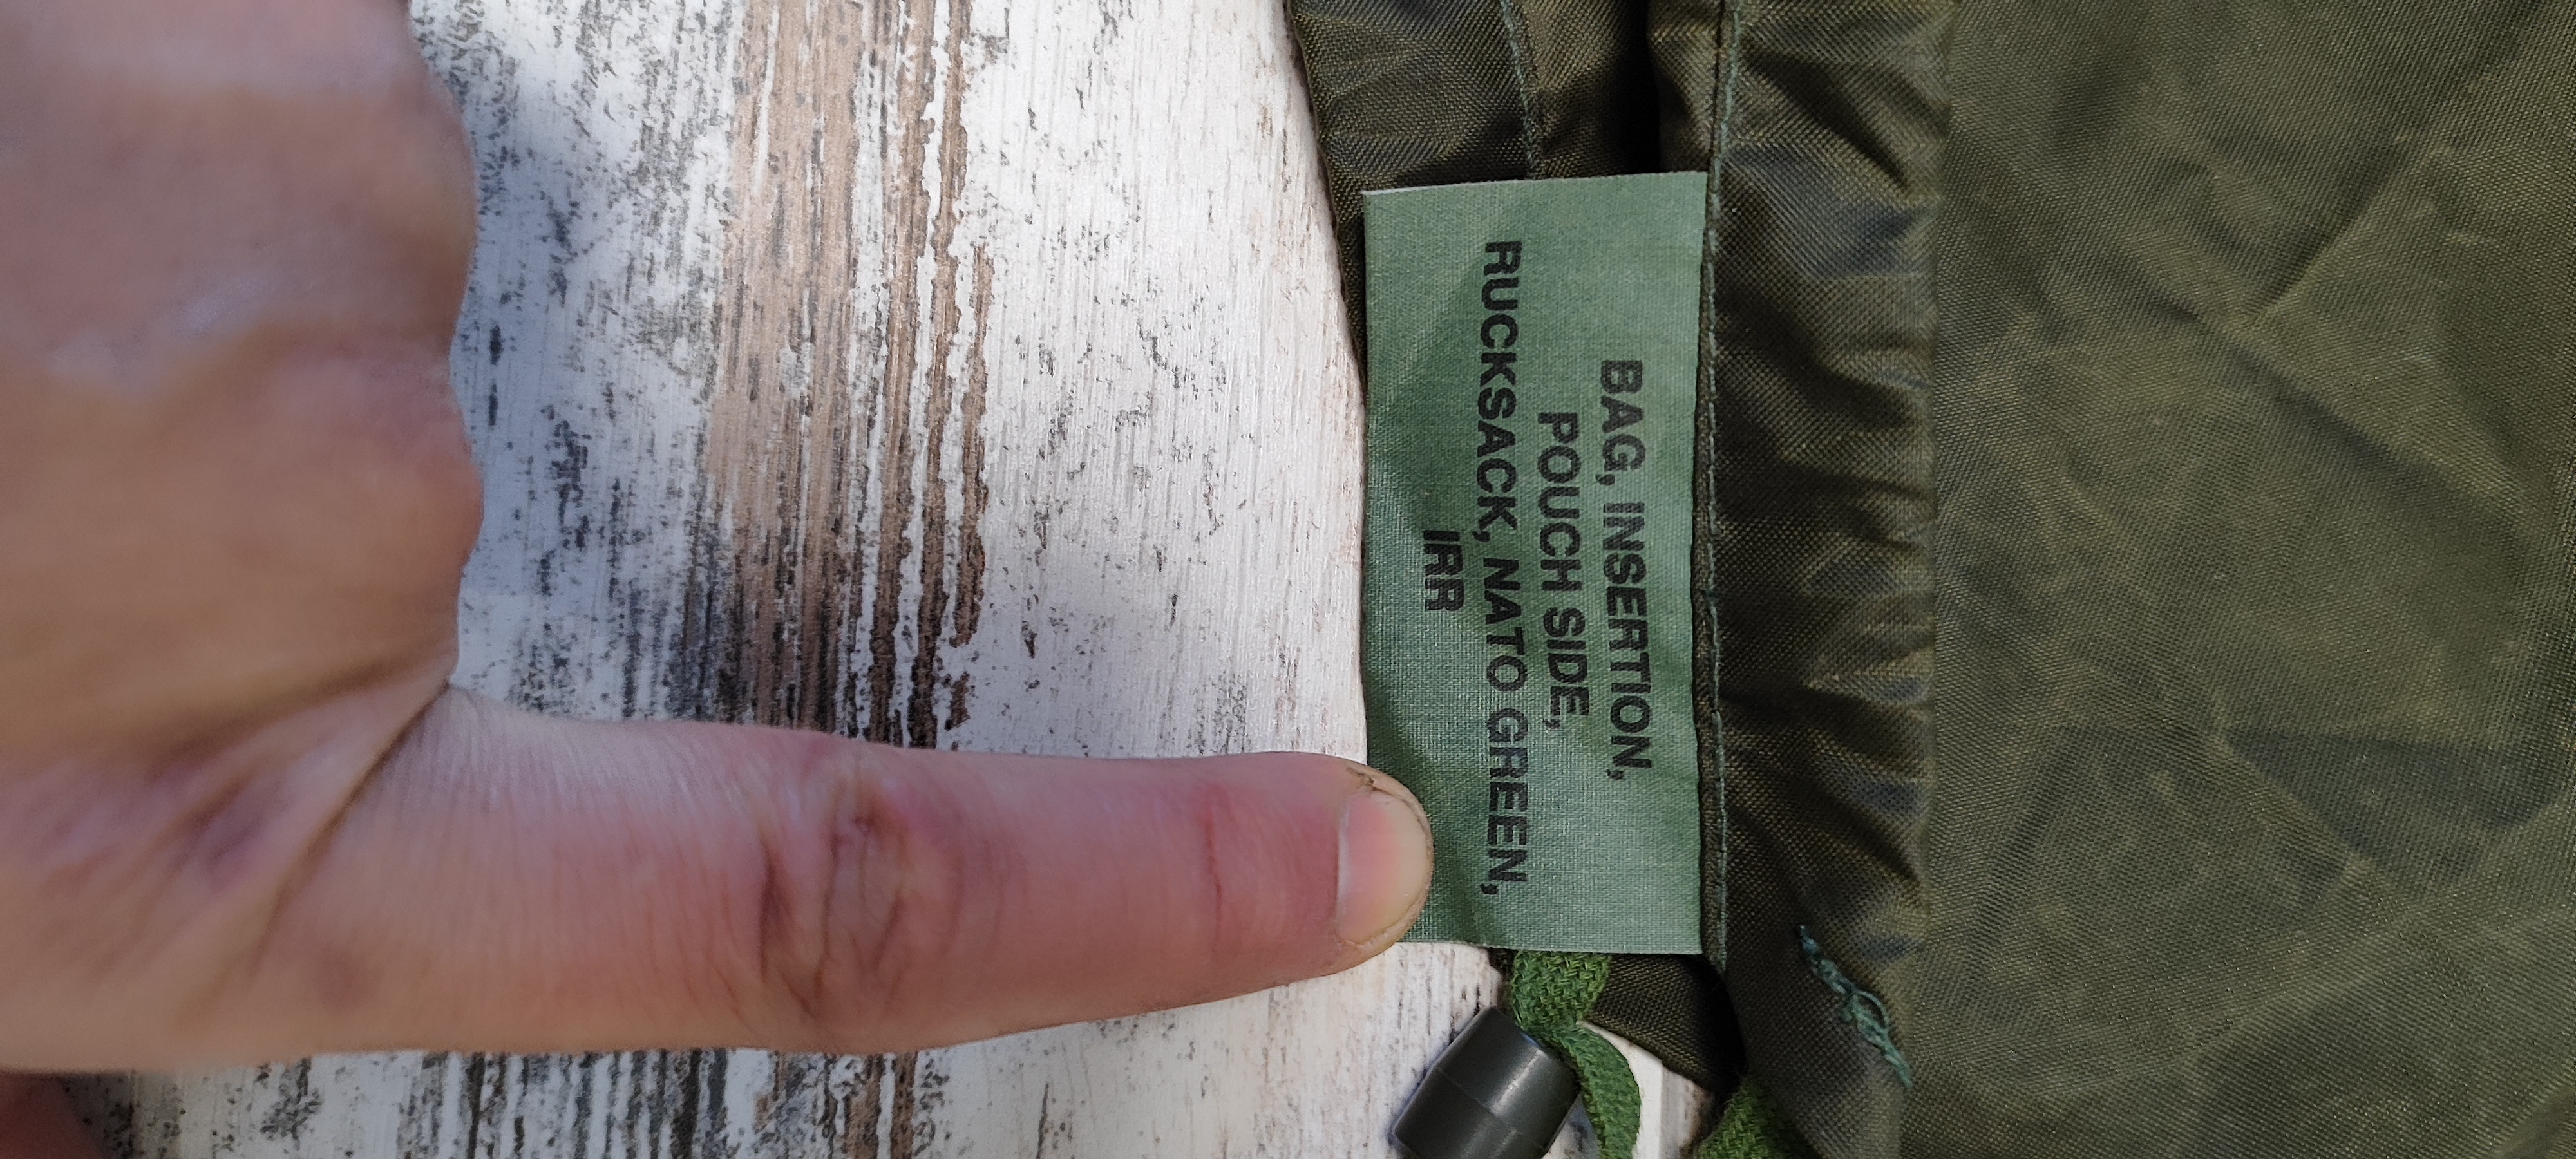 BAG, INSERTION,
POUCH SIDE,
RUCKSACK, NATO GREEN,
IRR